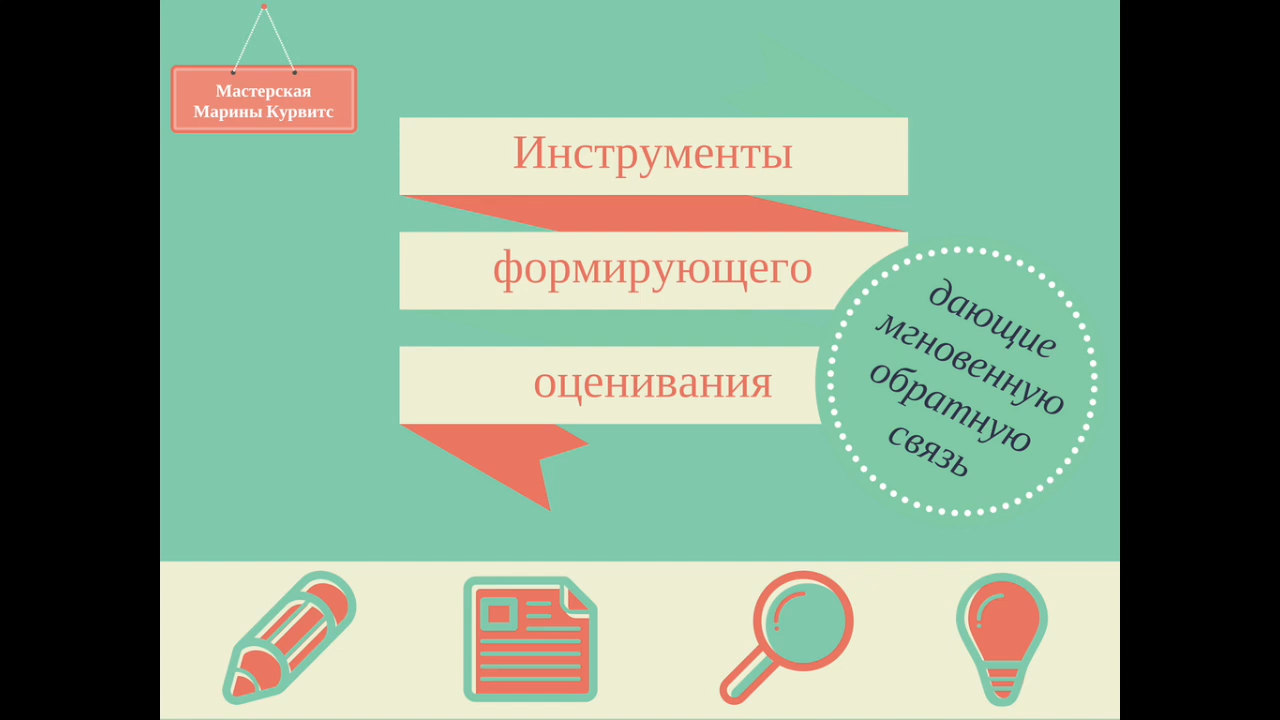 Мастерская
Марины Курвитс
Инструменты
формирующего
оценивания
дающие
мгновенную
обратную
связь